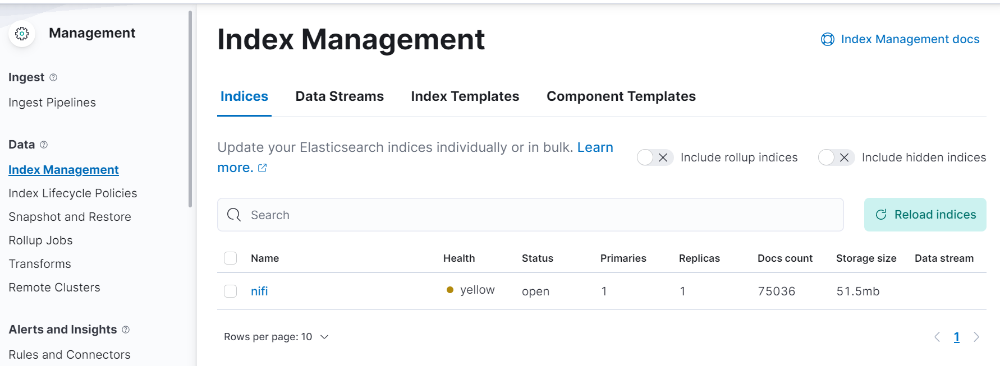 Management
Ingest
Ingest Pipelines
Data
Index Management
Index Lifecycle Policies
Snapshot and Restore
Rollup Jobs
Transforms
Remote Clusters
Alerts and Insights
Rules and Connectors
Index Management
Index Management docs
Indices Data Streams Index Templates Component Templates
Update your Elasticsearch indices individually or in bulk. Learn
more.
Include rollup indices
Include hidden indices
Search
Reload indices
Name Health Status Primaries Replicas Docs count Storage size Data stream
nifi yellow open 1 1 75036 51.5mb
Rows per page: 10
1